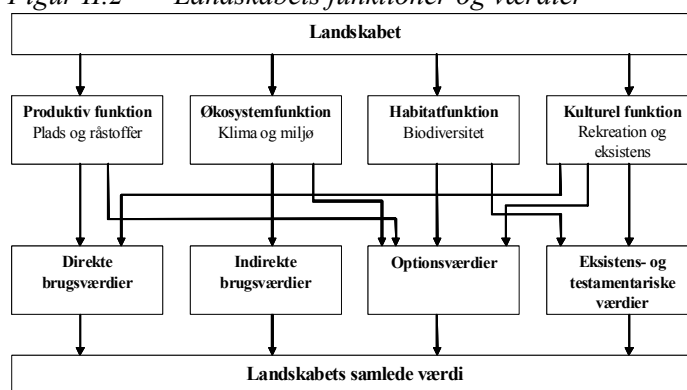 Figur II.2 Landskabets funktioner og værdier
Landskabet
Produktiv funktion
Plads og råstoffer
Økosystemfunktion
Klima og miljø
Habitatfunktion
Biodiversitet
Kulturel funktion
Rekreation og
eksistens
Direkte
brugsværdier
Indirekte
brugsværdier
Optionsværdier
Eksistens- og
testamentariske
værdier
Landskabets samlede værdi